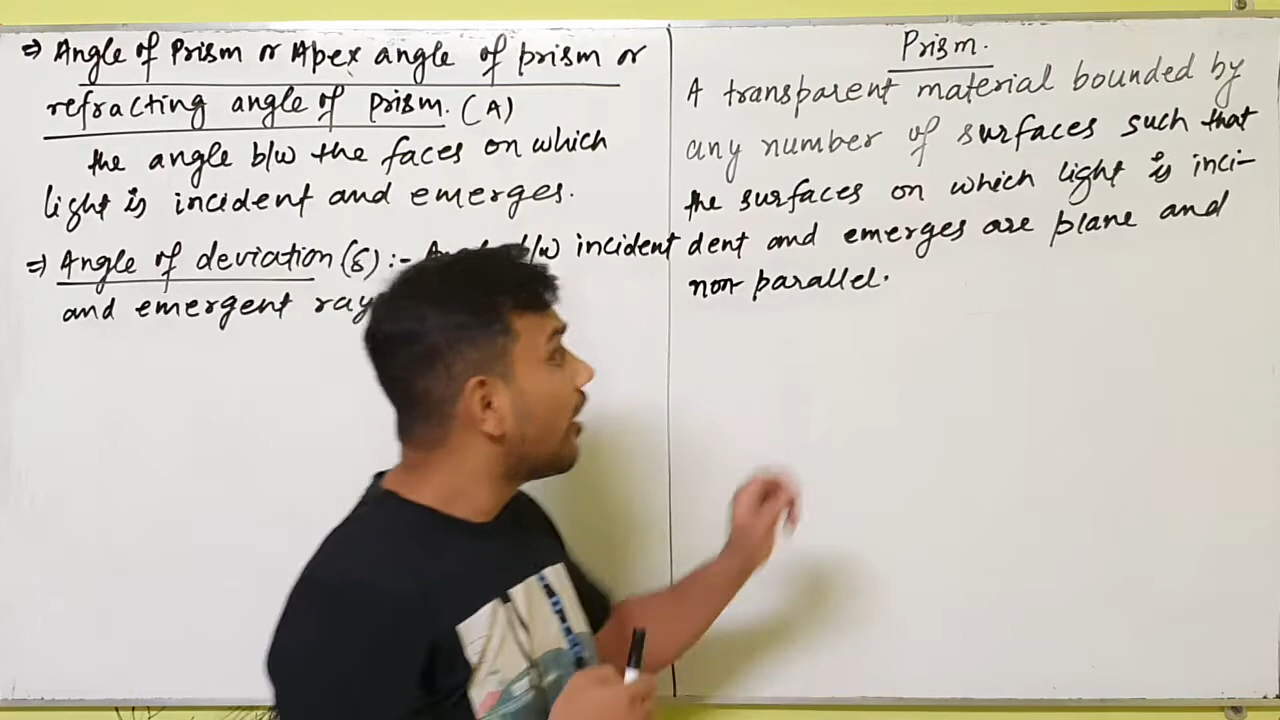 ⇒ Angle of Prism or Apex angle of prism or
refracting angle of prism. (A)
the angle b/w the faces on which
light is incident and emerges.
⇒ Angle of deviation (δ) :- b/w incident
and emergent ray
Prism.
A transparent material bounded by
any number of surfaces such that
the surfaces on which light is inci-
dent and emerges are plane and
non parallel.